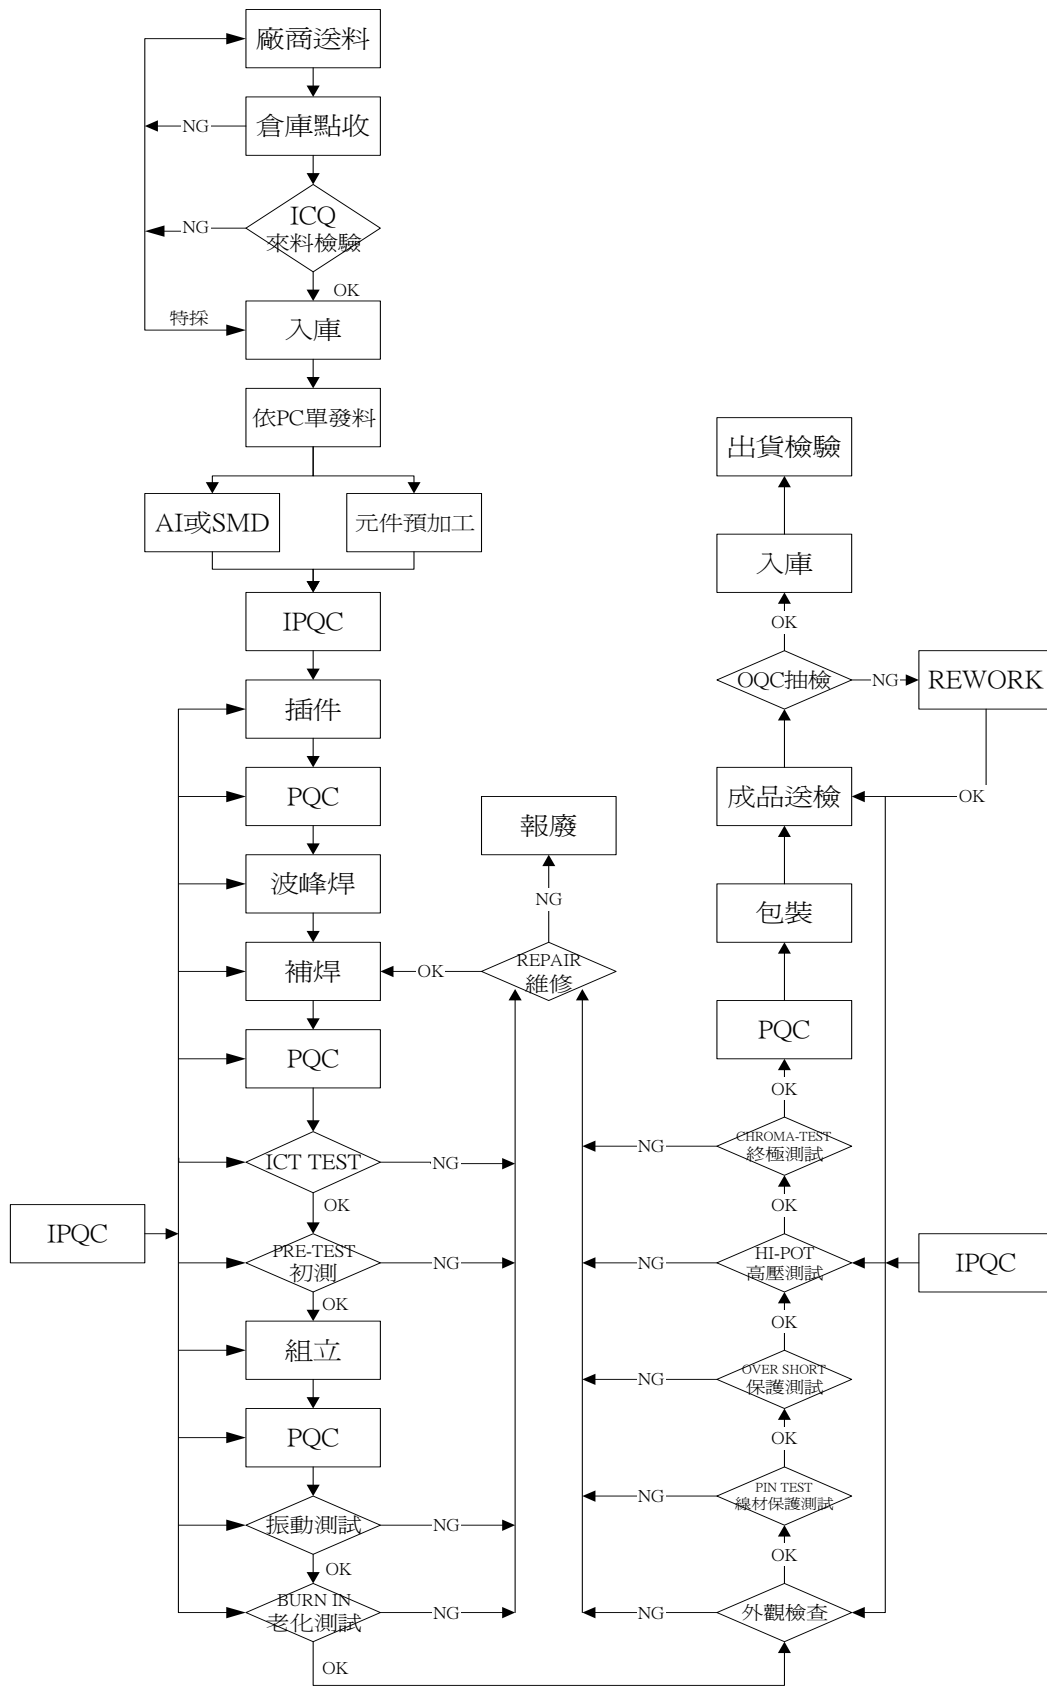 廠商送料
倉庫點收
NG
ICQ
來料檢驗
NG
OK
特採
入庫
依PC單發料
AI或SMD
元件預加工
IPQC
插件
PQC
波峰焊
補焊
PQC
ICT TEST
NG
OK
IPQC
PRE-TEST
初測
NG
OK
組立
PQC
振動測試
NG
OK
BURN IN
老化測試
NG
OK
報廢
NG
REPAIR
維修
OK
出貨檢驗
入庫
OK
OQC抽檢
NG
REWORK
成品送檢
OK
包裝
PQC
OK
CHROMA-TEST
終極測試
NG
OK
HI-POT
高壓測試
NG
IPQC
OK
OVER SHORT
保護測試
NG
OK
PIN TEST
線材保護測試
NG
OK
外觀檢查
NG